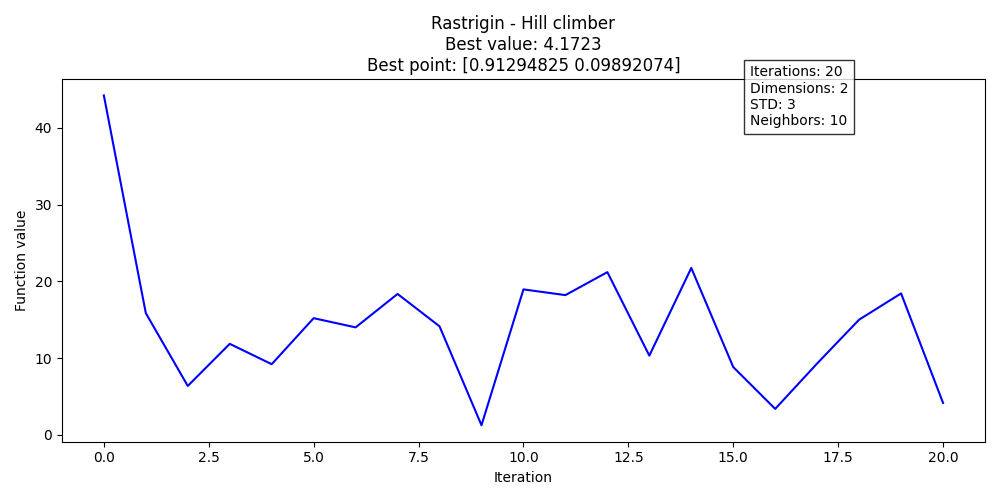 Rastrigin - Hill climber
Best value: 4.1723
Best point: [0.91294825 0.09892074]
Iterations: 20
Dimensions: 2
STD: 3
Neighbors: 10
Function value
40
30
20
10
0
0.0 2.5 5.0 7.5 10.0 12.5 15.0 17.5 20.0
Iteration